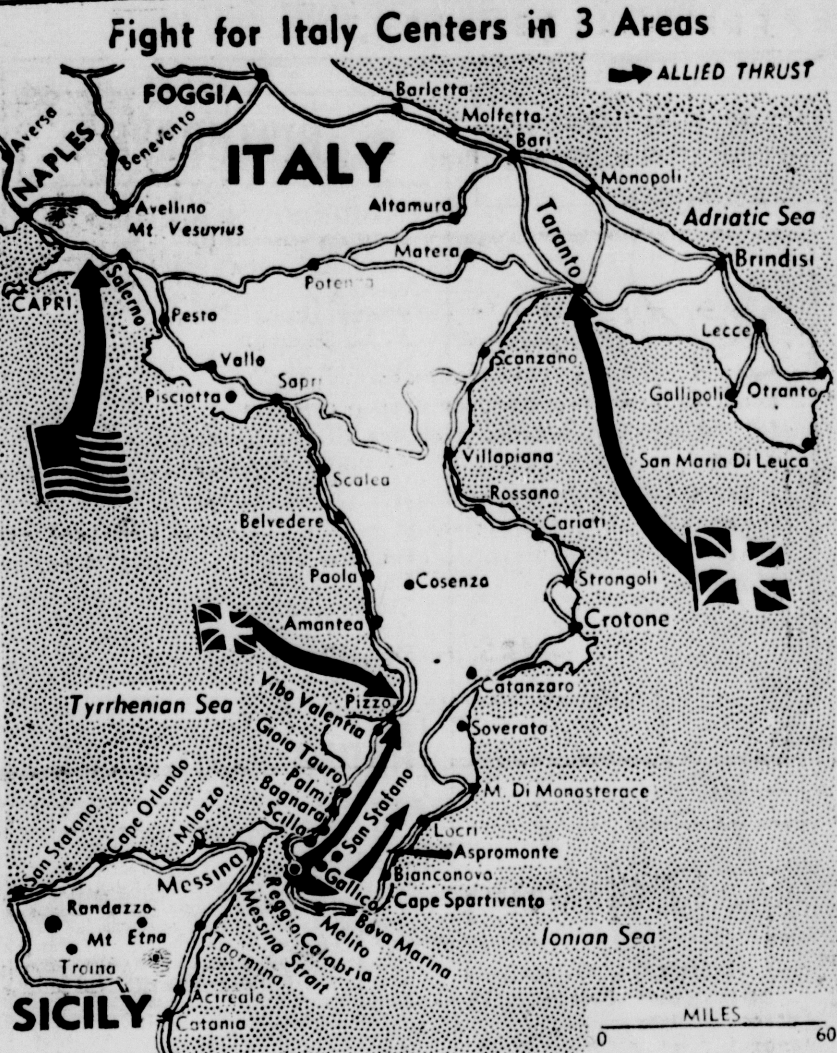 Fight for Italy Centers in 3 Areas
ALLIED THRUST
FOGGIA
Barletta
Molfetta
Bari
Aversa
NAPLES
Benevento
ITALY
Monopoli
Avellino
Mt. Vesuvius
Altamura
Adriatic Sea
Matera
Taranto
Brindisi
CAPRI
Salerno
Potenza
Pesto
Lecce
Vallo
Scanzano
Pisciotta
Sapri
Gallipoli
Otranto
Villapiana
San Maria Di Leuca
Scalea
Rossano
Belvedere
Cariati
Paola
Cosenza
Strongoli
Amantea
Crotone
Catanzaro
Tyrrhenian Sea
Vibo Valentia
Pizzo
Soverato
Gioia Tauro
Palmi
Bagnara
Scilla
San Stafano
M. Di Monasterace
Locri
Aspromonte
San Stafano
Cape Orlando
Milazzo
Messina
Gallico
Bianconova
Cape Spartivento
Reggio Calabria
Messina Strait
Melito
Bova Marina
Ionian Sea
Randazzo
Mt Etna
Troina
Taormina
SICILY
Acireale
Catania
MILES
0 60